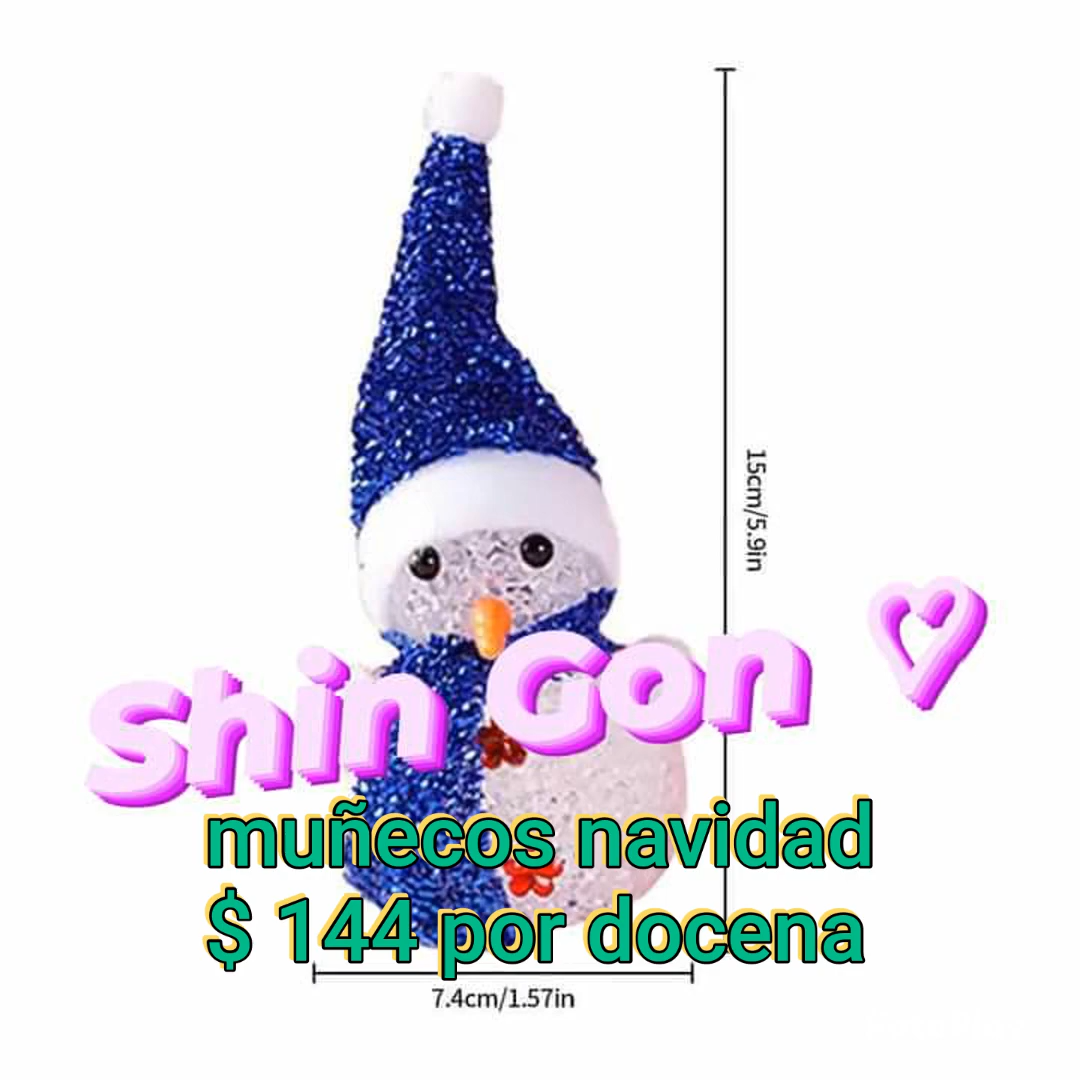 15cm/5.9in
Shin Gon ♡
muñecos navidad
$ 144 por docena
7.4cm/1.57in